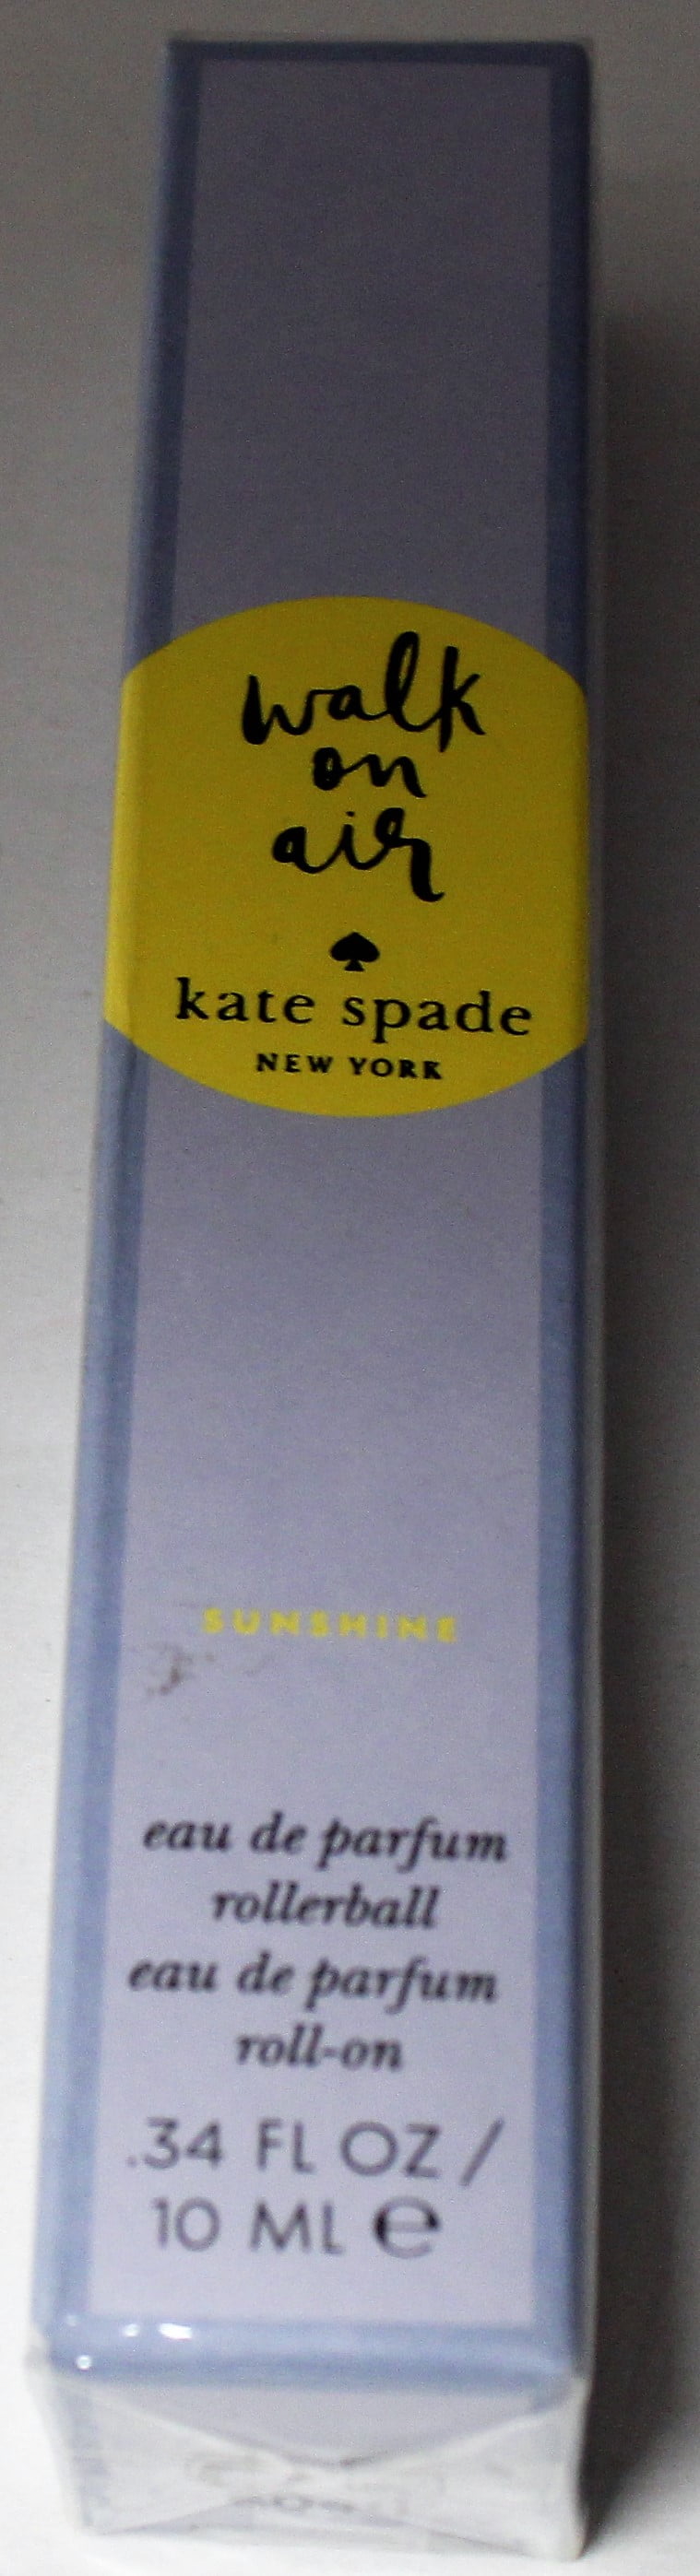 walk
on
air
kate spade
NEW YORK
SUNSHINE
eau de parfum
rollerball
eau de parfum
roll-on
.34 FL OZ /
10 ML e